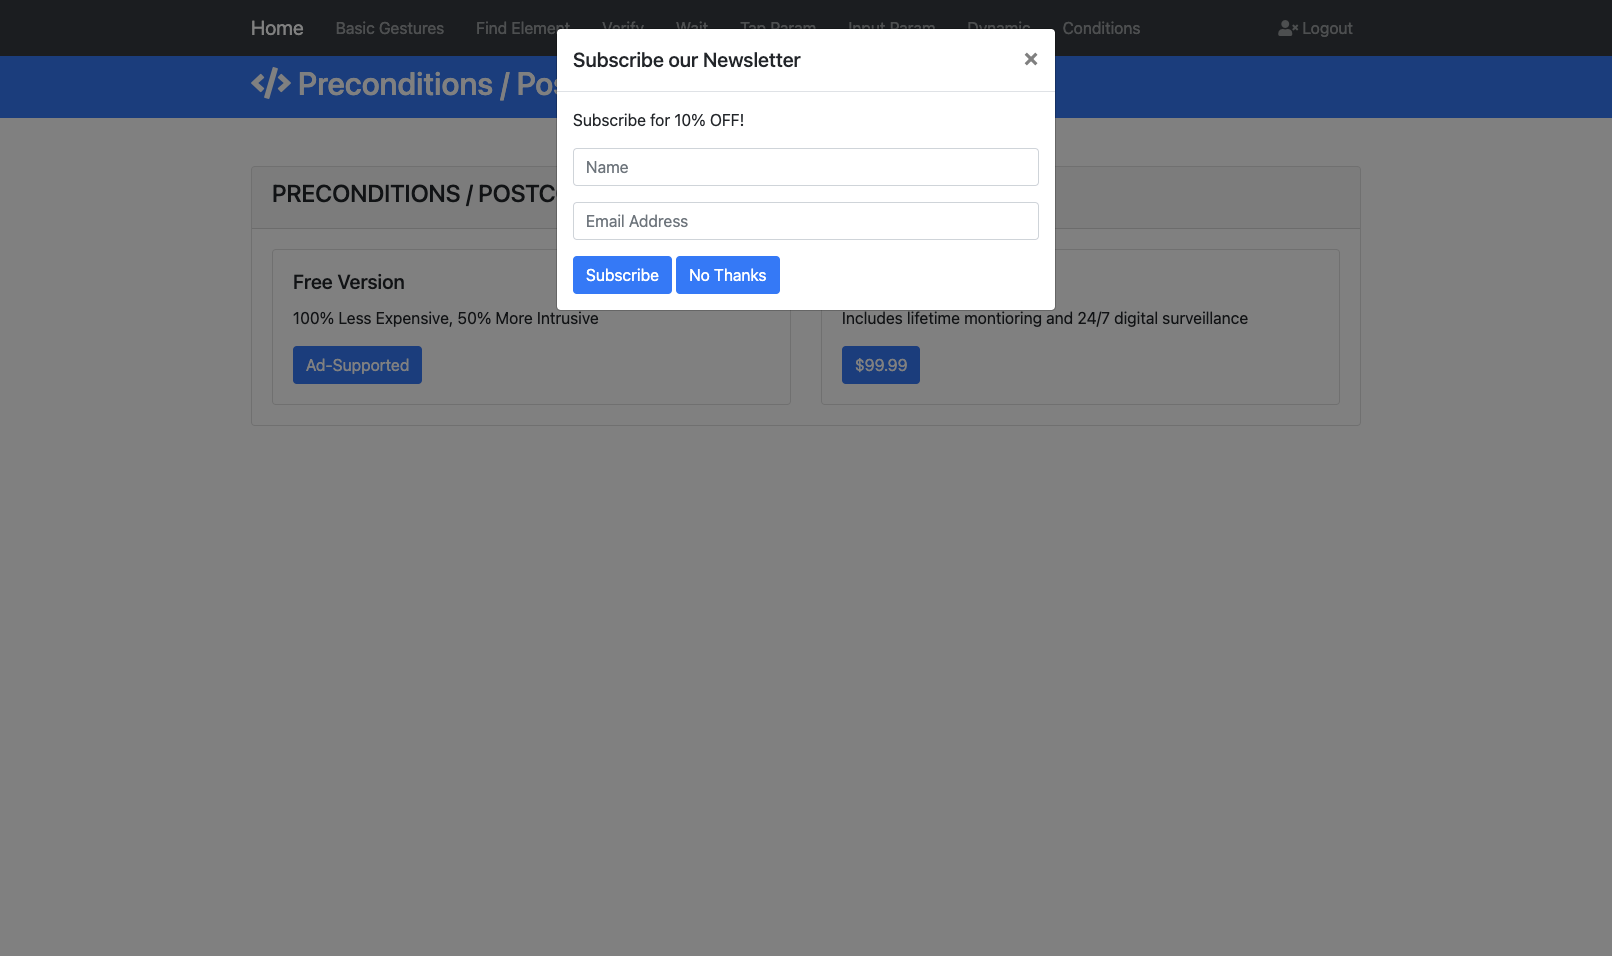 Home Basic Gestures Find Element Verify Wait Tap Param Input Param Dynamic Conditions Logout
Subscribe our Newsletter ×
</> Preconditions /
Subscribe for 10% OFF!
Name
PRECONDITIONS /
Email Address
Subscribe No Thanks
Free Version
100% Less Expensive, 50% More Intrusive
Includes lifetime montioring and 24/7 digital surveillance
Ad-Supported $99.99